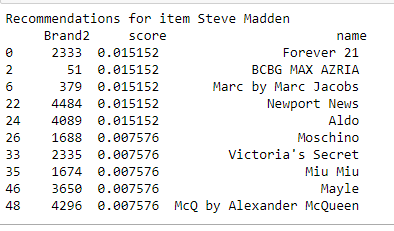 Recommendations for item Steve Madden
Brand2 score name
0 2333 0.015152 Forever 21
2 51 0.015152 BCBG MAX AZRIA
6 379 0.015152 Marc by Marc Jacobs
22 4484 0.015152 Newport News
24 4089 0.015152 Aldo
26 1688 0.007576 Moschino
33 2335 0.007576 Victoria's Secret
35 1674 0.007576 Miu Miu
46 3650 0.007576 Mayle
48 4296 0.007576 McQ by Alexander McQueen